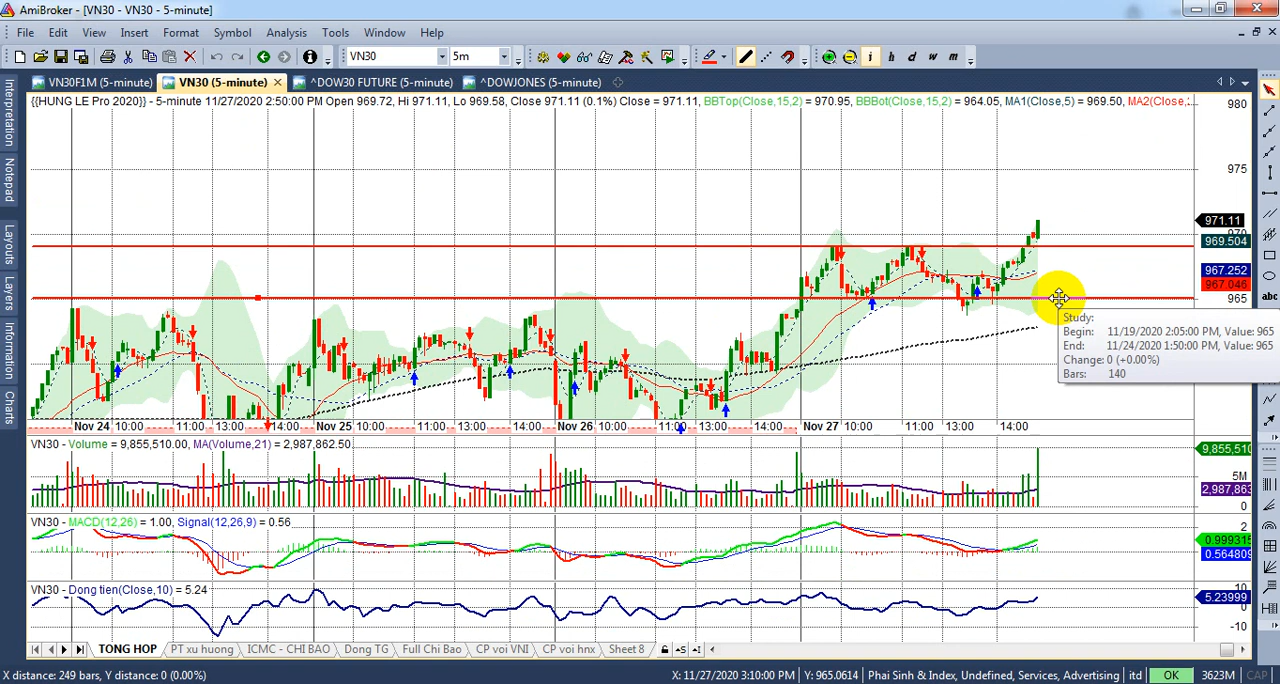 AmiBroker - [VN30 - VN30 - 5-minute]
File Edit View Insert Format Symbol Analysis Tools Window Help
VN30 5m i h d w m
VN30F1M (5-minute) VN30 (5-minute) ^DOW30 FUTURE (5-minute) ^DOWJONES (5-minute)
{{HUNG LE Pro 2020}} - 5-minute 11/27/2020 2:50:00 PM Open 969.72, Hi 971.11, Lo 969.58, Close 971.11 (0.1%) Close = 971.11, BBTop(Close,15,2) = 970.95, BBBot(Close,15,2) = 964.05, MA1(Close,5) = 969.50, MA2(Close,
980
975
971.11
970
969.504
967.252
967.046
965
Interpretation
Notepad
Layouts
Layers
Information
Charts
abc
Study:
Begin: 11/19/2020 2:05:00 PM, Value: 965
End: 11/24/2020 1:50:00 PM, Value: 965
Change: 0 (+0.00%)
Bars: 140
Nov 24 10:00 11:00 13:00 14:00 Nov 25 10:00 11:00 13:00 14:00 Nov 26 10:00 11:00 13:00 14:00 Nov 27 10:00 11:00 13:00 14:00
VN30 - Volume = 9,855,510.00, MA(Volume,21) = 2,987,862.50
9,855,510
5M
2,987,863
0
VN30 - MACD(12,26) = 1.00, Signal(12,26,9) = 0.56
2
0.999315
0.564809
VN30 - Dong tien(Close,10) = 5.24
10
5.23999
0
-10
TONG HOP PT xu huong ICMC - CHI BAO Dong TG Full Chi Bao CP voi VNI CP voi hnx Sheet 8
X distance: 249 bars, Y distance: 0 (0.00%) X: 11/27/2020 3:10:00 PM Y: 965.0614 Phai Sinh & Index, Undefined, Services, Advertising itd OK 3623M CAP